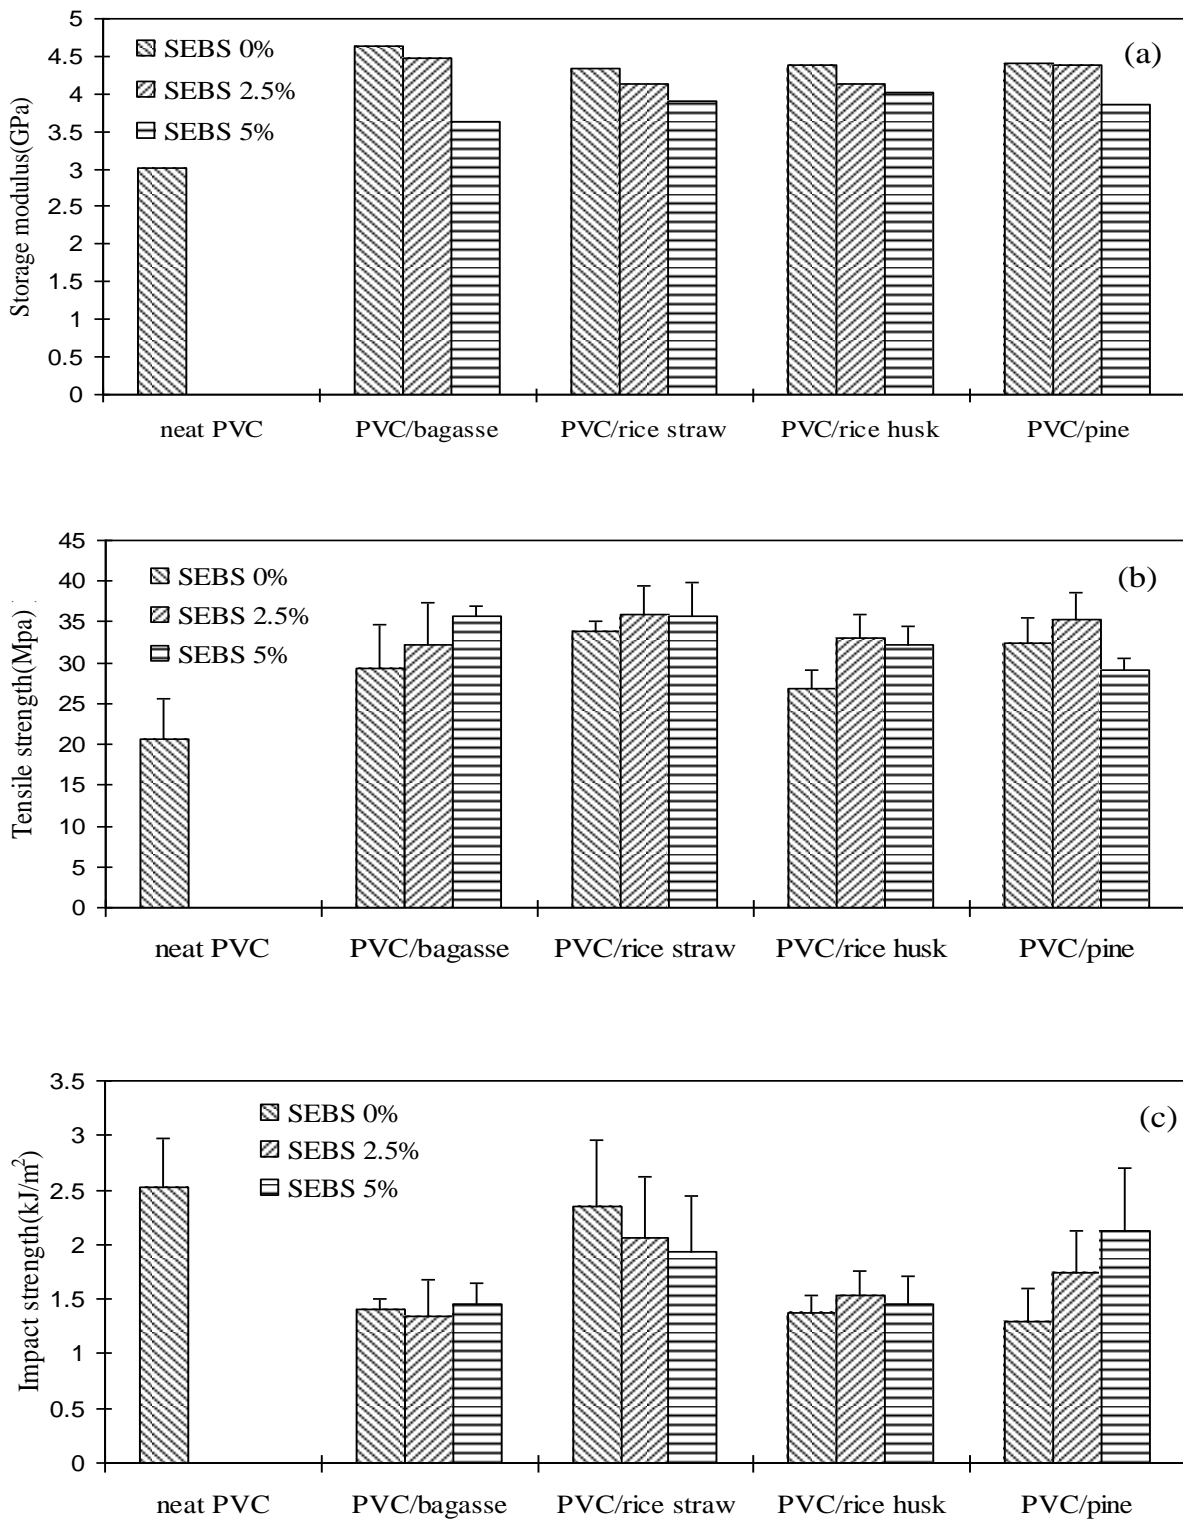 Storage modulus(GPa)
5
4.5
4
3.5
3
2.5
2
1.5
1
0.5
0
SEBS 0%
SEBS 2.5%
SEBS 5%
(a)
neat PVC PVC/bagasse PVC/rice straw PVC/rice husk PVC/pine
Tensile strength(Mpa)
45
40
35
30
25
20
15
10
5
0
SEBS 0%
SEBS 2.5%
SEBS 5%
(b)
neat PVC PVC/bagasse PVC/rice straw PVC/rice husk PVC/pine
Impact strength(kJ/m²)
3.5
3
2.5
2
1.5
1
0.5
0
SEBS 0%
SEBS 2.5%
SEBS 5%
(c)
neat PVC PVC/bagasse PVC/rice straw PVC/rice husk PVC/pine